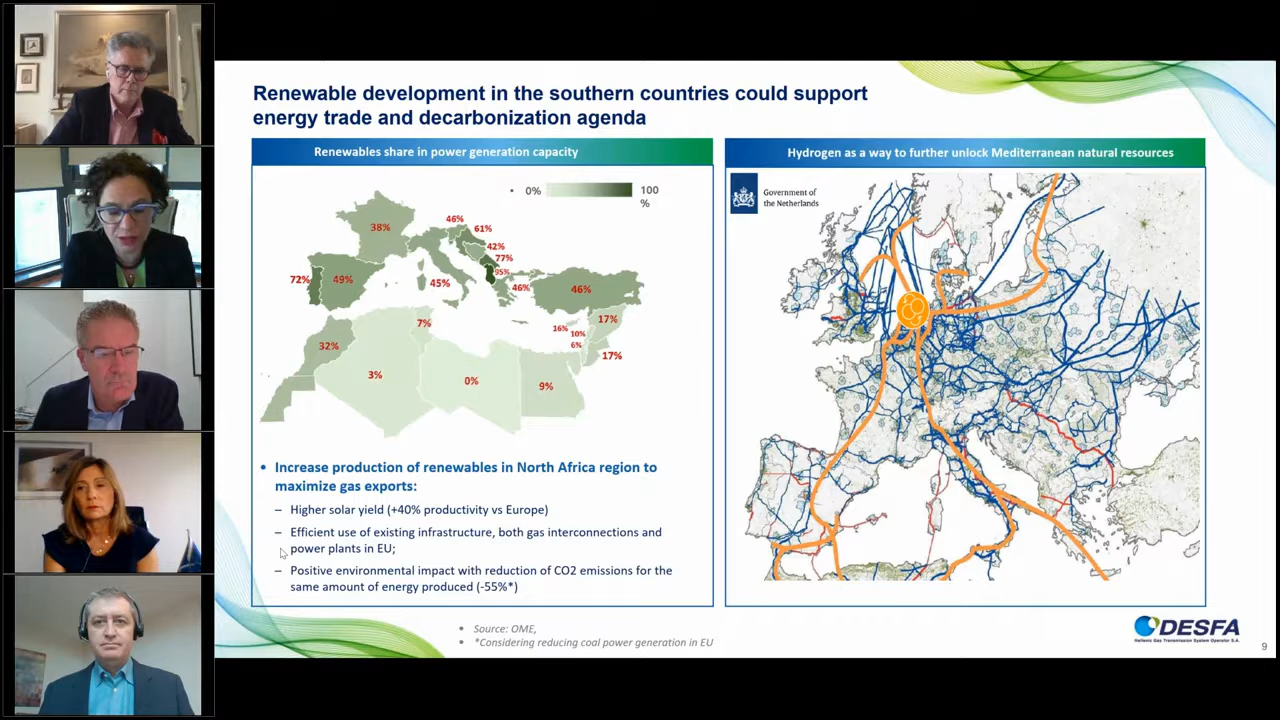 Renewable development in the southern countries could support
energy trade and decarbonization agenda
Renewables share in power generation capacity
• 0%
100
%
38%
46%
61%
42%
77%
95%
72%
49%
45%
46%
46%
7%
17%
16%
10%
6%
17%
32%
3%
0%
9%
• Increase production of renewables in North Africa region to
maximize gas exports:
– Higher solar yield (+40% productivity vs Europe)
– Efficient use of existing infrastructure, both gas interconnections and
power plants in EU;
– Positive environmental impact with reduction of CO2 emissions for the
same amount of energy produced (-55%*)
Hydrogen as a way to further unlock Mediterranean natural resources
Government of
the Netherlands
• Source: OME,
• *Considering reducing coal power generation in EU
DESFA
Hellenic Gas Transmission System Operator S.A.
9